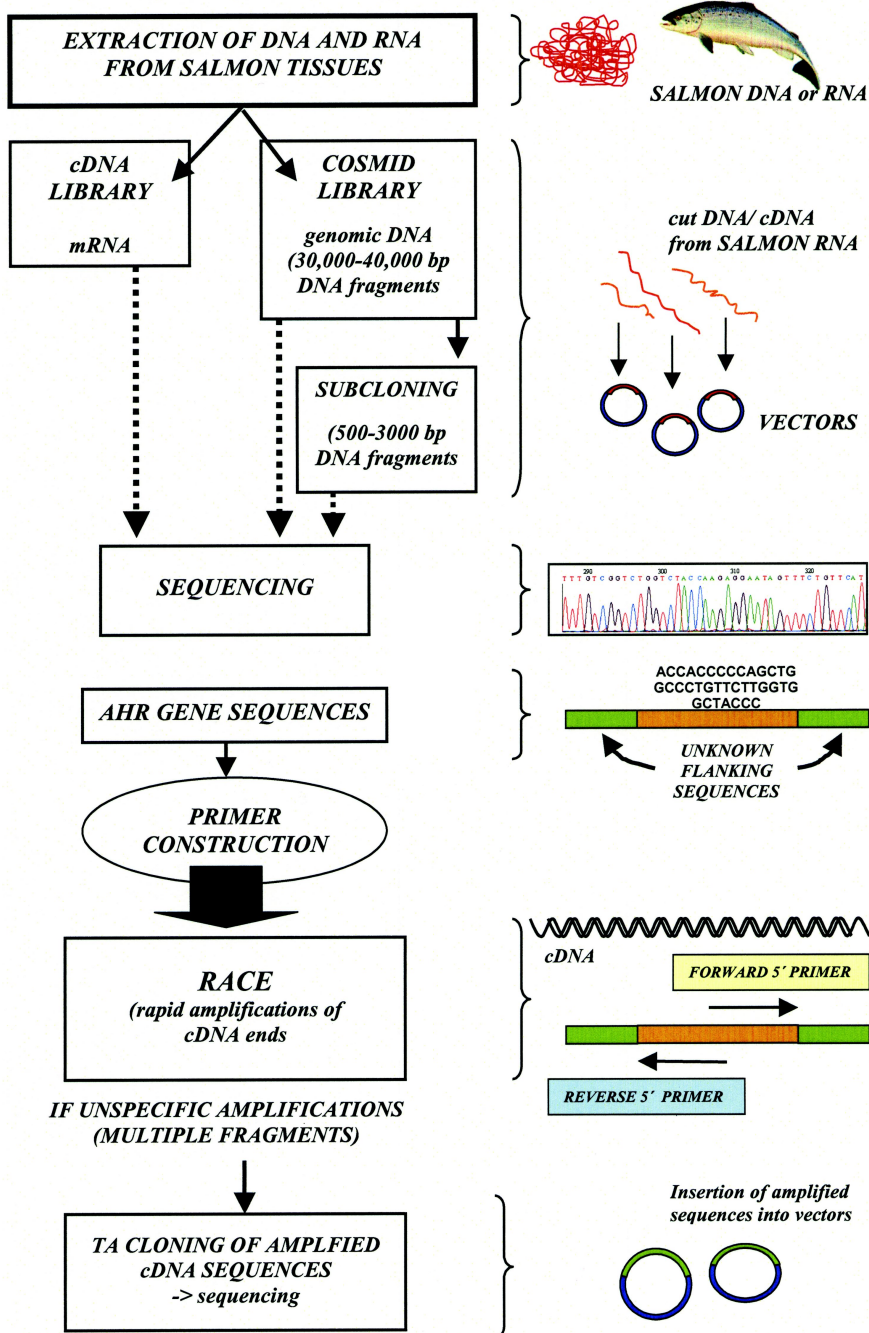 EXTRACTION OF DNA AND RNA
FROM SALMON TISSUES
SALMON DNA or RNA
cDNA
LIBRARY
mRNA
COSMID
LIBRARY
genomic DNA
(30,000-40,000 bp
DNA fragments
cut DNA/ cDNA
from SALMON RNA
SUBCLONING
(500-3000 bp
DNA fragments
VECTORS
SEQUENCING
290 300 310 320
T T T G T C G G T C T G G T C T A C C A A G A G G A A T A G T T T C T G T T C A T
AHR GENE SEQUENCES
ACCACCCCCAGCTG
GCCCTGTTCTTGGTG
GCTACCC
UNKNOWN
FLANKING
SEQUENCES
PRIMER
CONSTRUCTION
RACE
(rapid amplifications of
cDNA ends
cDNA
FORWARD 5´ PRIMER
REVERSE 5´ PRIMER
IF UNSPECIFIC AMPLIFICATIONS
(MULTIPLE FRAGMENTS)
TA CLONING OF AMPLFIED
cDNA SEQUENCES
-> sequencing
Insertion of amplified
sequences into vectors